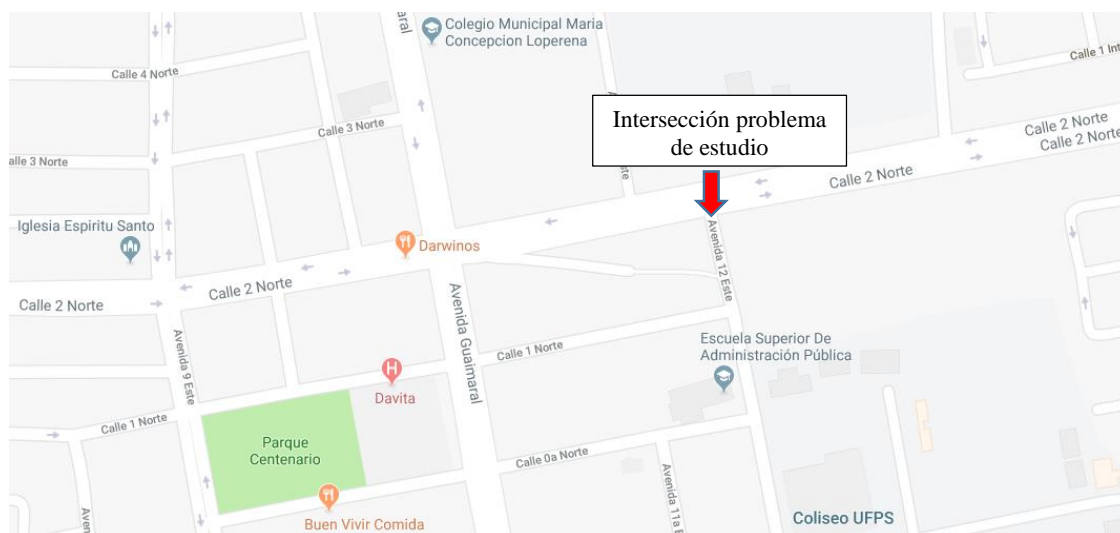 Colegio Municipal Maria
Concepcion Loperena
Calle 4 Norte
Calle 1
Intersección problema
de estudio
Calle 3 Norte
Calle 2 Norte
Calle 2 Norte
alle 3 Norte
Calle 2 Norte
Iglesia Espiritu Santo
Darwinos
Avenida 12 Este
Calle 2 Norte
Calle 2 Norte
Avenida Guaimaral
Avenida 9 Este
Calle 1 Norte
Escuela Superior De
Administración Pública
Davita
Calle 1 Norte
Parque
Centenario
Calle 0a Norte
Avenida 11a E
Buen Vivir Comida
Coliseo UFPS